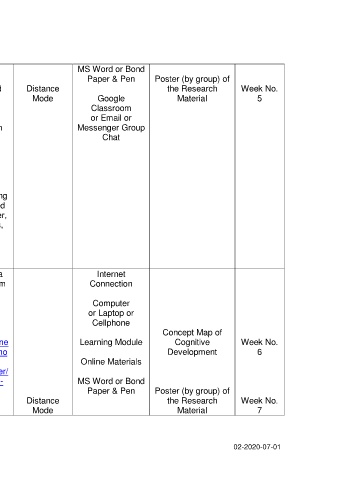 MS Word or Bond
Paper & Pen
Google
Classroom
or Email or
Messenger Group
Chat
Distance
Mode
Poster (by group) of
the Research
Material
Week No.
5
ng
er,
Internet
Connection
Computer
or Laptop or
Cellphone
Learning Module
Online Materials
MS Word or Bond
Paper & Pen
Distance
Mode
Concept Map of
Cognitive
Development
Poster (by group) of
the Research
Material
Week No.
6
Week No.
7
02-2020-07-01